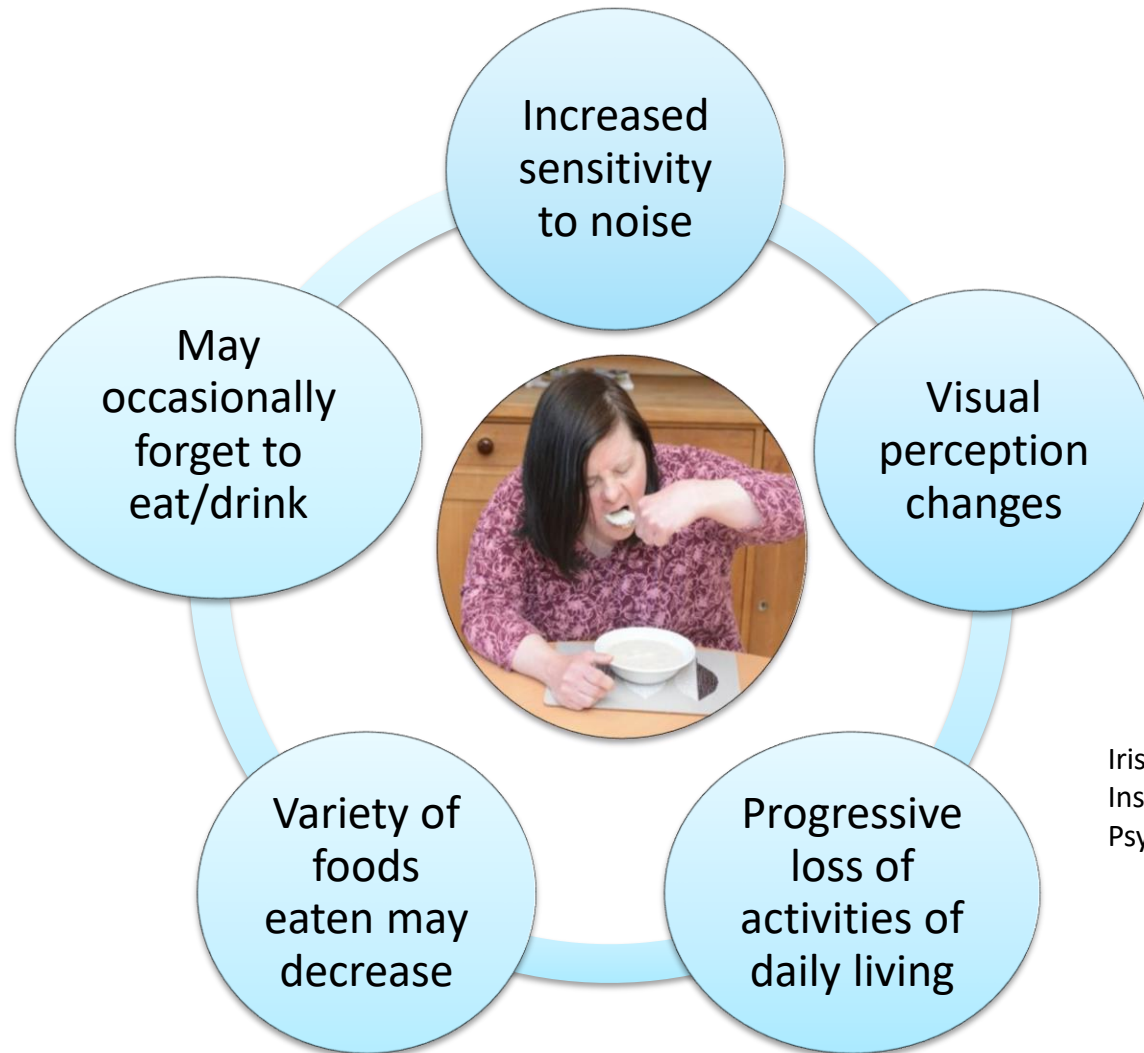 Increased
sensitivity
to noise
Visual
perception
changes
Progressive
loss of
activities of
daily living
Variety of
foods
eaten may
decrease
May
occasionally
forget to
eat/drink